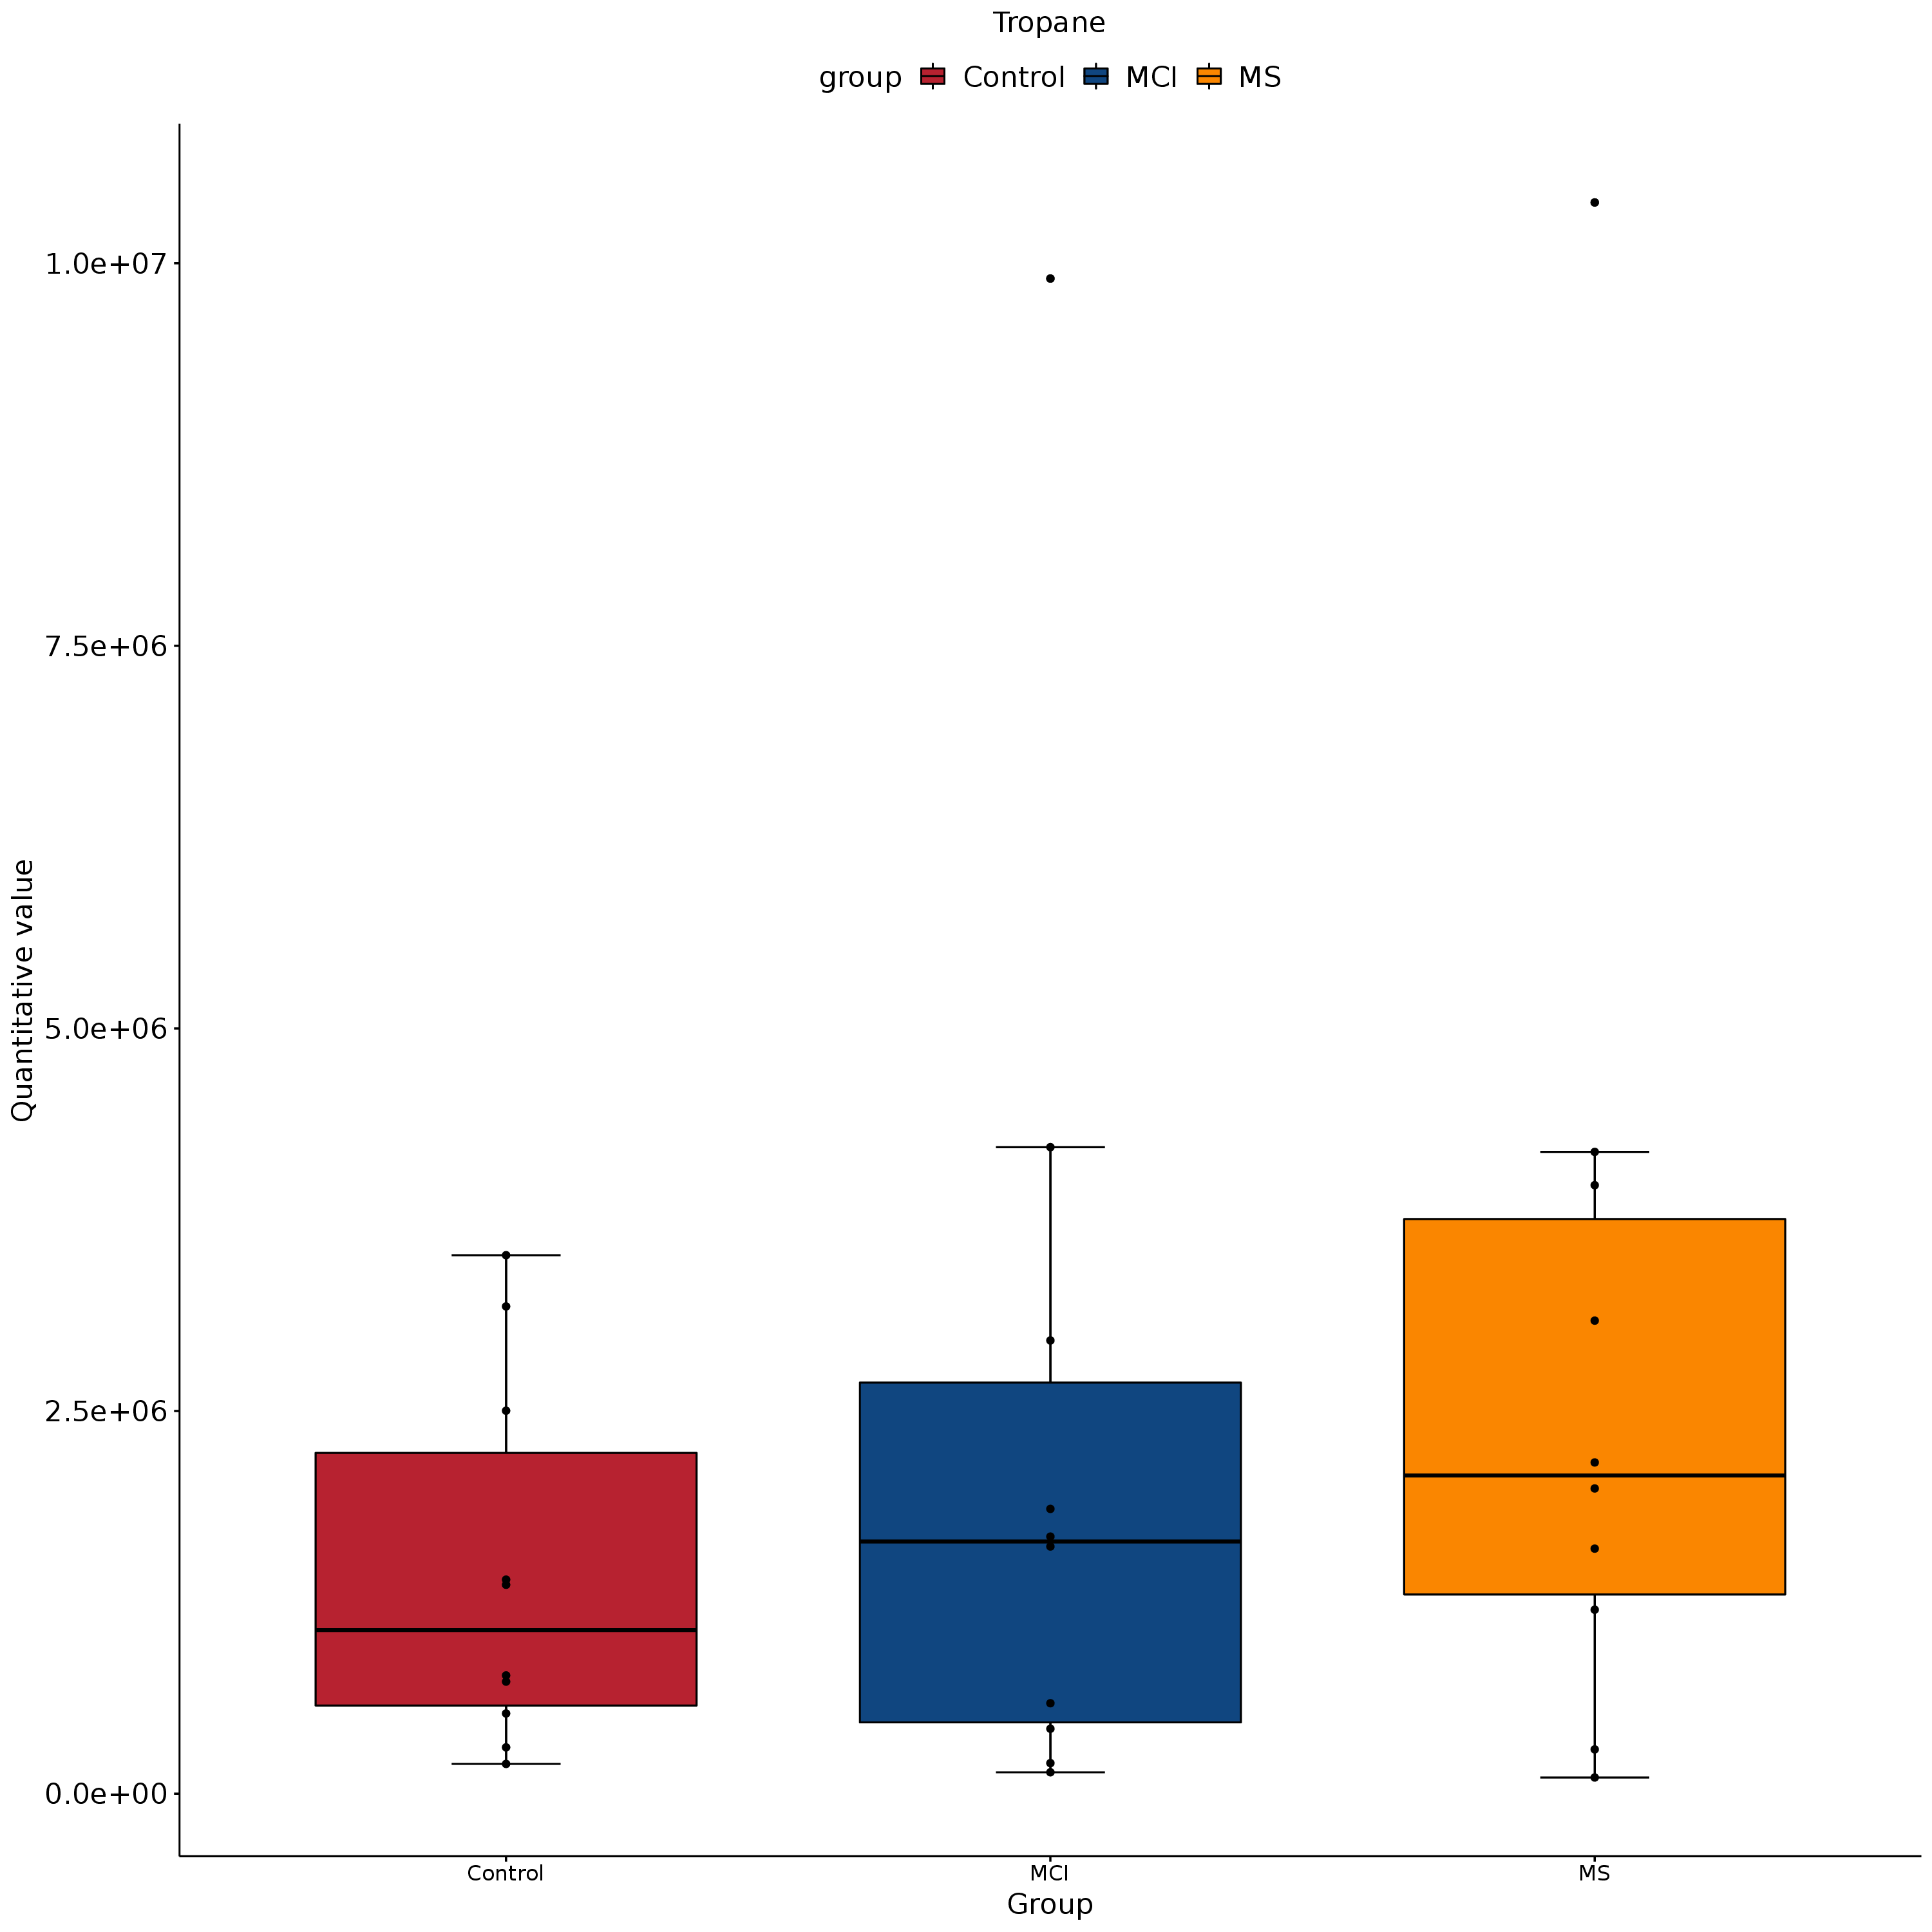 Tropane
group Control MCI MS
1.0e+07
7.5e+06
5.0e+06
2.5e+06
0.0e+00
Quantitative value
Control MCI MS
Group